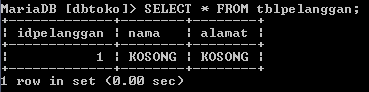 MariaDB [dbtoko]> SELECT * FROM tblpelanggan;
+-------------+--------+--------+
| idpelanggan | nama   | alamat |
+-------------+--------+--------+
|           1 | KOSONG | KOSONG |
+-------------+--------+--------+
1 row in set (0.00 sec)